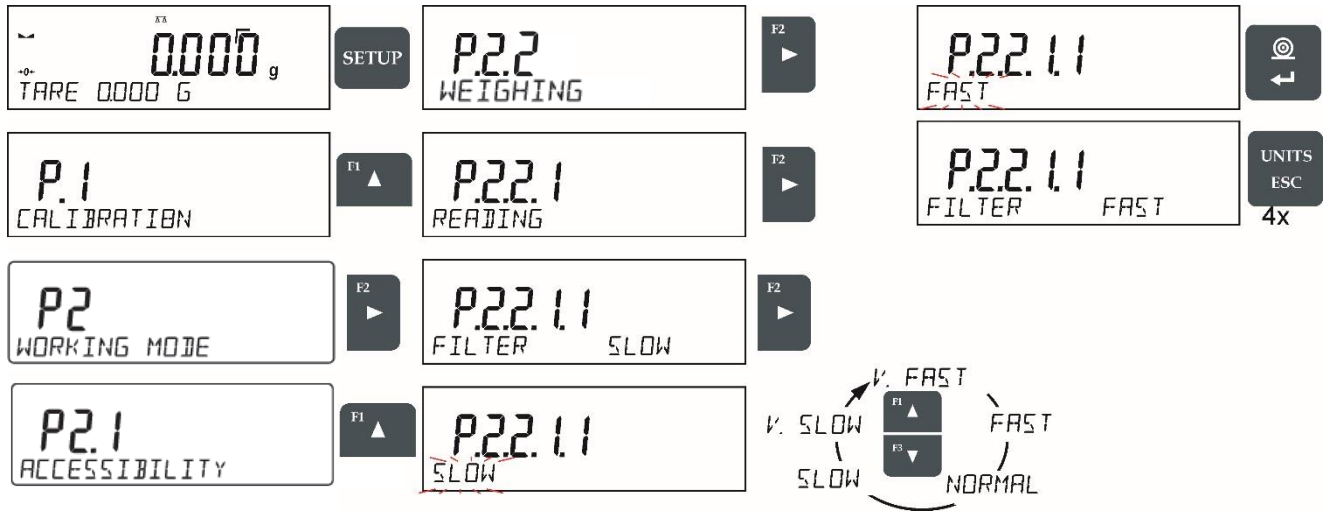 0.000 g
TARE 0.000 G
SETUP
P.1
CALIBRATION
F1
P2
WORKING MODE
F2
P2.1
ACCESSIBILITY
F1
P.2.2
WEIGHING
F2
P.2.2.1
READING
F2
P.2.2.1.1
FILTER SLOW
F2
P.2.2.1.1
SLOW
V. FAST
FAST
NORMAL
SLOW
V. SLOW
F1
F3
P.2.2.1.1
FAST
P.2.2.1.1
FILTER FAST
UNITS
ESC
4x